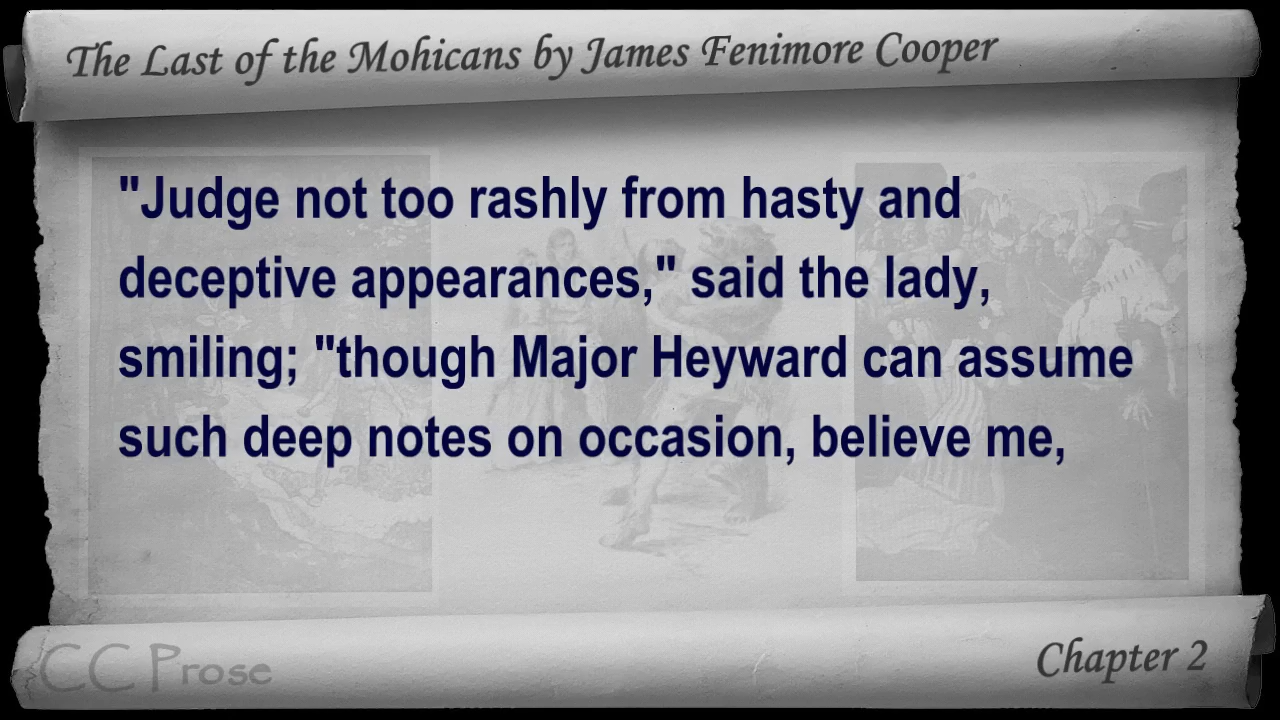 The Last of the Mohicans by James Fenimore Cooper
"Judge not too rashly from hasty and
deceptive appearances," said the lady,
smiling; "though Major Heyward can assume
such deep notes on occasion, believe me,
CC Prose
Chapter 2